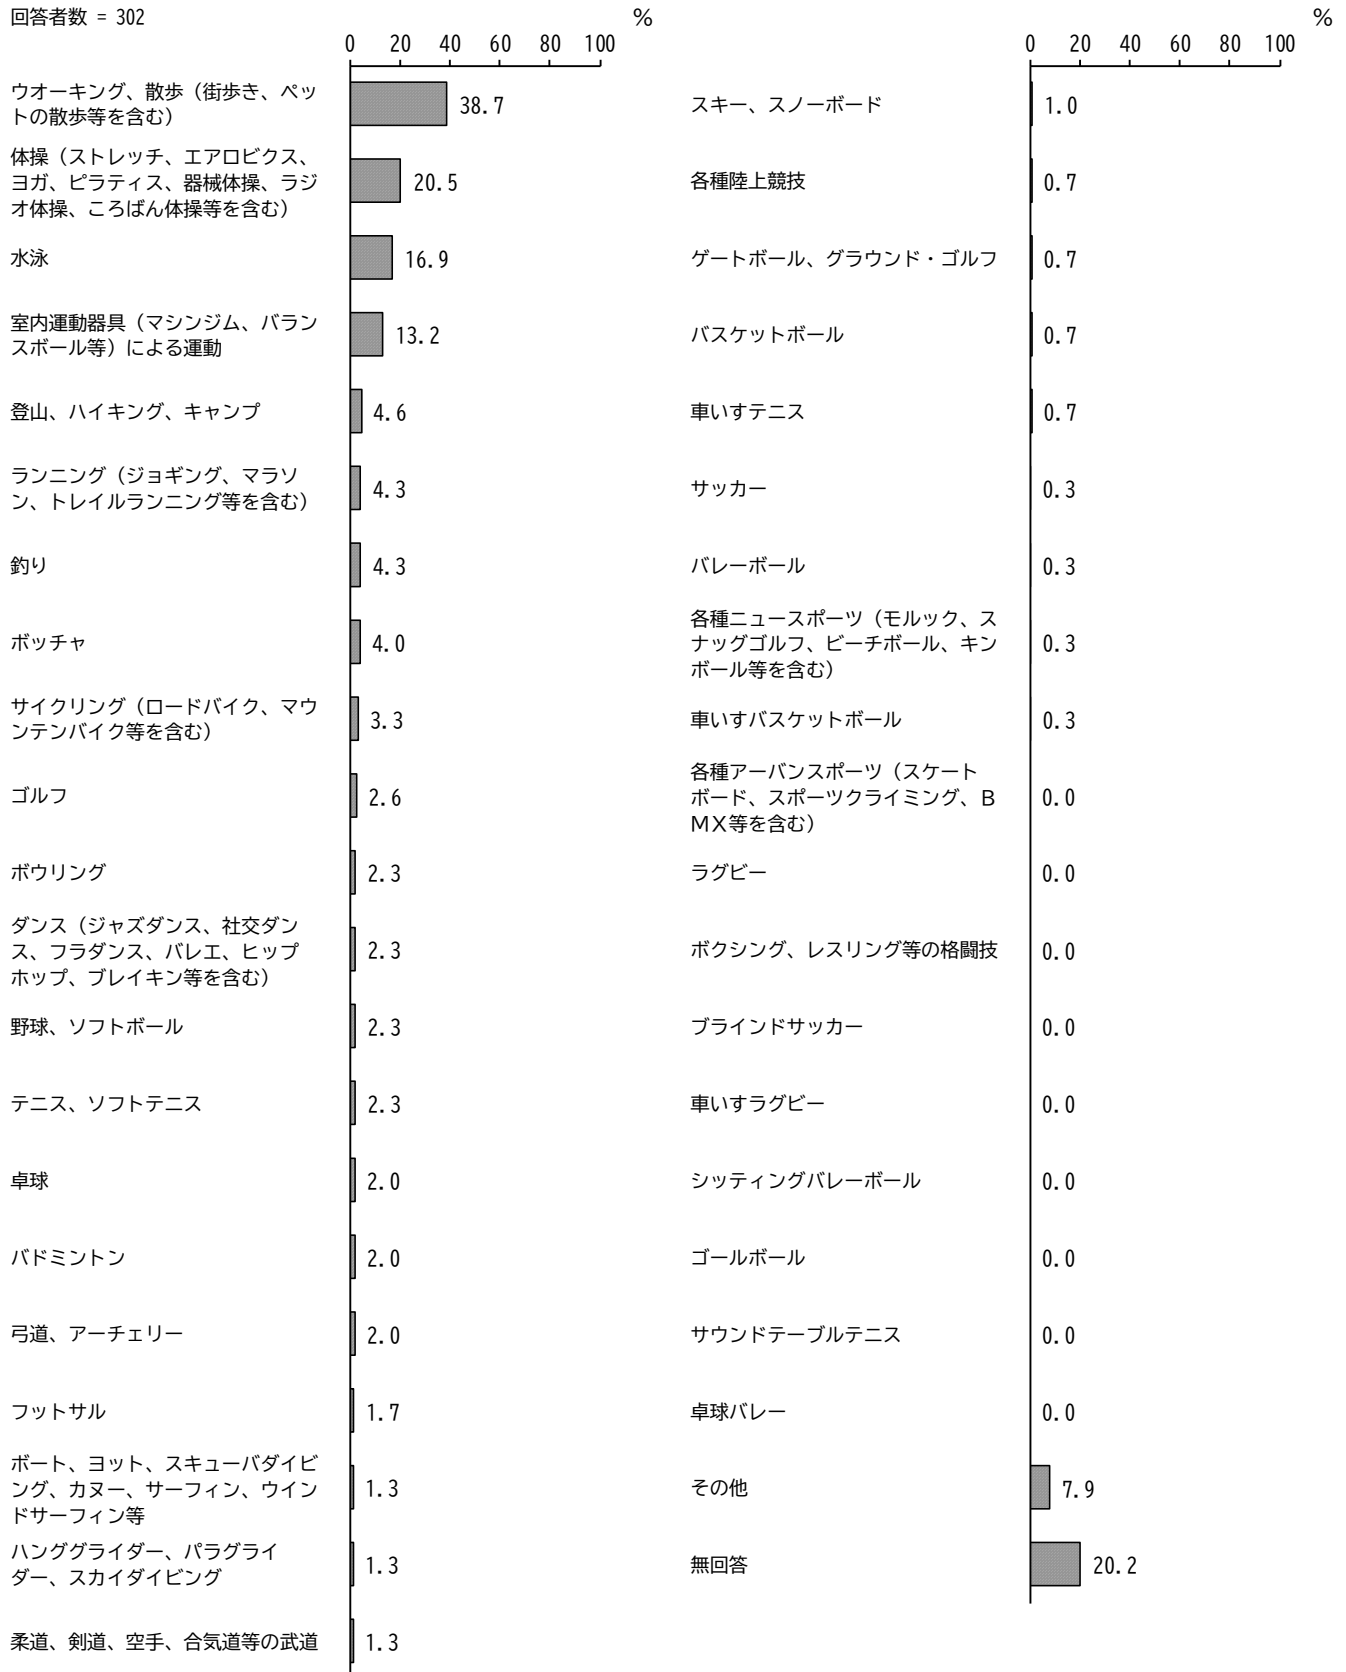 回答者数 = 302
%
0 20 40 60 80 100
ウオーキング、散歩（街歩き、ペッ
トの散歩等を含む）
38.7
体操（ストレッチ、エアロビクス、
ヨガ、ピラティス、器械体操、ラジ
オ体操、ころばん体操等を含む）
20.5
水泳
16.9
室内運動器具（マシンジム、バラン
スボール等）による運動
13.2
登山、ハイキング、キャンプ
4.6
ランニング（ジョギング、マラソ
ン、トレイルランニング等を含む）
4.3
釣り
4.3
ボッチャ
4.0
サイクリング（ロードバイク、マウ
ンテンバイク等を含む）
3.3
ゴルフ
2.6
ボウリング
2.3
ダンス（ジャズダンス、社交ダン
ス、フラダンス、バレエ、ヒップ
ホップ、ブレイキン等を含む）
2.3
野球、ソフトボール
2.3
テニス、ソフトテニス
2.3
卓球
2.0
バドミントン
2.0
弓道、アーチェリー
2.0
フットサル
1.7
ボート、ヨット、スキューバダイビ
ング、カヌー、サーフィン、ウイン
ドサーフィン等
1.3
ハンググライダー、パラグライ
ダー、スカイダイビング
1.3
柔道、剣道、空手、合気道等の武道
1.3
%
0 20 40 60 80 100
スキー、スノーボード
1.0
各種陸上競技
0.7
ゲートボール、グラウンド・ゴルフ
0.7
バスケットボール
0.7
車いすテニス
0.7
サッカー
0.3
バレーボール
0.3
各種ニュースポーツ（モルック、ス
ナッグゴルフ、ビーチボール、キン
ボール等を含む）
0.3
車いすバスケットボール
0.3
各種アーバンスポーツ（スケート
ボード、スポーツクライミング、Ｂ
ＭＸ等を含む）
0.0
ラグビー
0.0
ボクシング、レスリング等の格闘技
0.0
ブラインドサッカー
0.0
車いすラグビー
0.0
シッティングバレーボール
0.0
ゴールボール
0.0
サウンドテーブルテニス
0.0
卓球バレー
0.0
その他
7.9
無回答
20.2